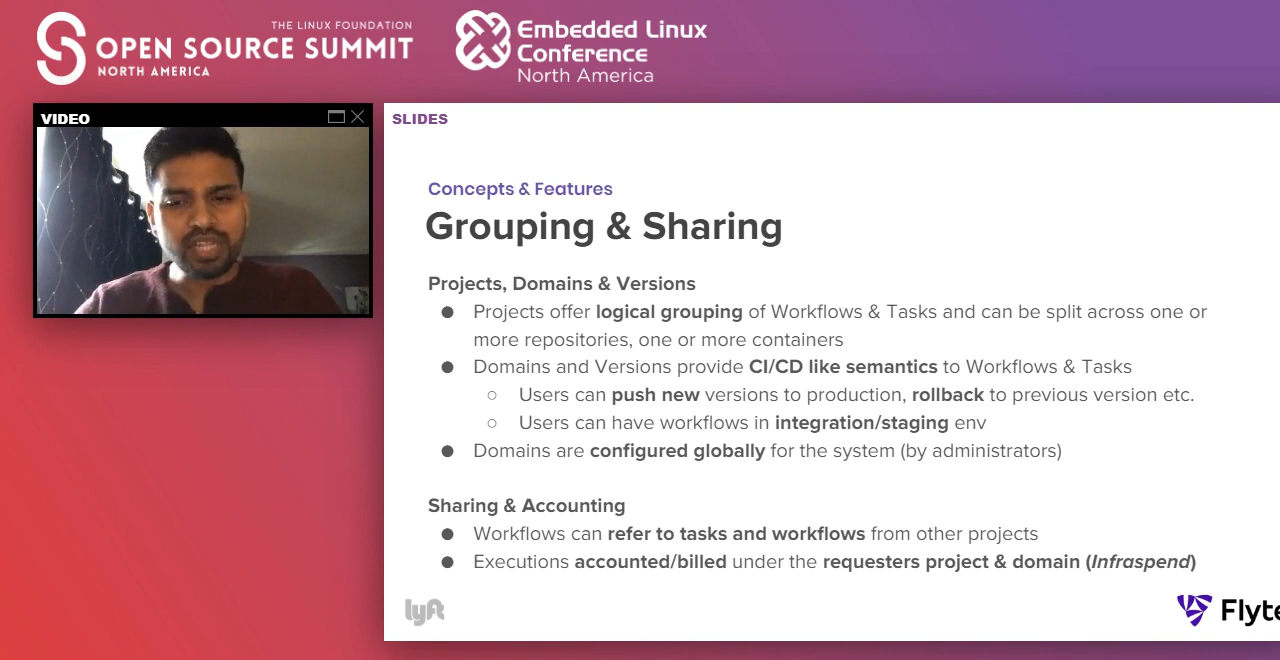 THE LINUX FOUNDATION
OPEN SOURCE SUMMIT
NORTH AMERICA
Embedded Linux
Conference
North America
VIDEO
SLIDES
Concepts & Features
Grouping & Sharing
Projects, Domains & Versions
● Projects offer logical grouping of Workflows & Tasks and can be split across one or
more repositories, one or more containers
● Domains and Versions provide CI/CD like semantics to Workflows & Tasks
○ Users can push new versions to production, rollback to previous version etc.
○ Users can have workflows in integration/staging env
● Domains are configured globally for the system (by administrators)
Sharing & Accounting
● Workflows can refer to tasks and workflows from other projects
● Executions accounted/billed under the requesters project & domain (Infraspend)
lyft
Flyte